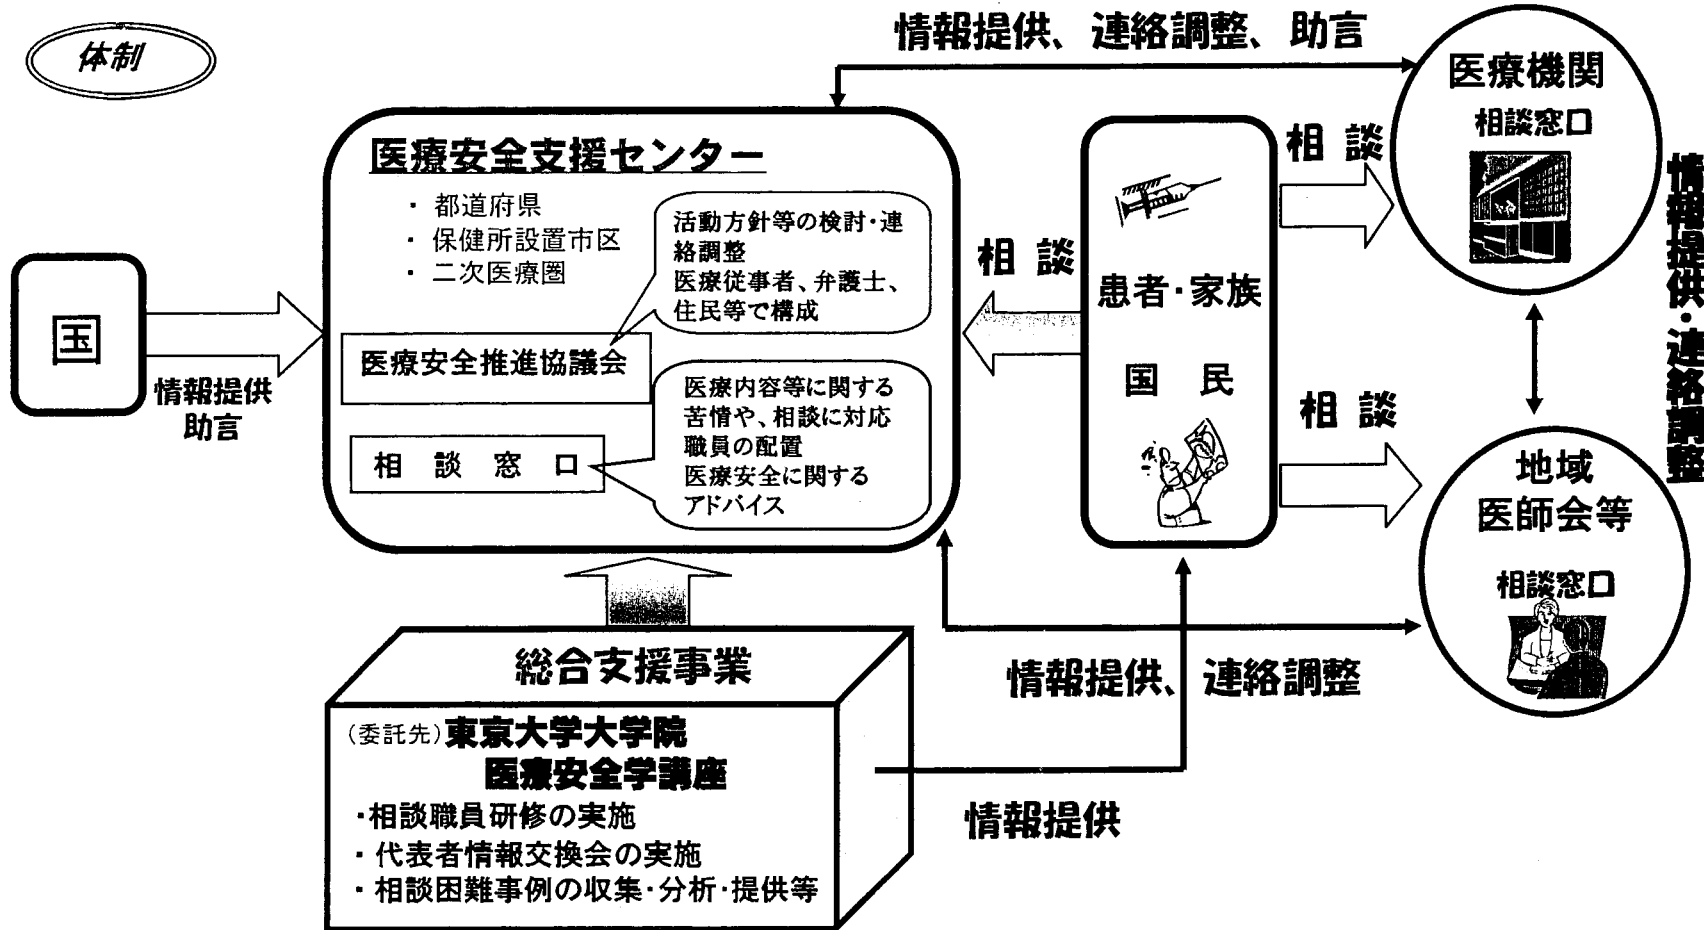 体制
情報提供、連絡調整、助言
医療機関
相談窓口
情報提供・連絡調整
医療安全支援センター
・都道府県
・保健所設置市区
・二次医療圏
活動方針等の検討・連
絡調整
医療従事者、弁護士、
住民等で構成
医療安全推進協議会
医療内容等に関する
苦情や、相談に対応
職員の配置
医療安全に関する
アドバイス
相談窓口
国
情報提供
助言
相談
患者・家族
国民
相談
相談
地域
医師会等
相談窓口
情報提供、連絡調整
総合支援事業
(委託先)東京大学大学院
医療安全学講座
・相談職員研修の実施
・代表者情報交換会の実施
・相談困難事例の収集・分析・提供等
情報提供